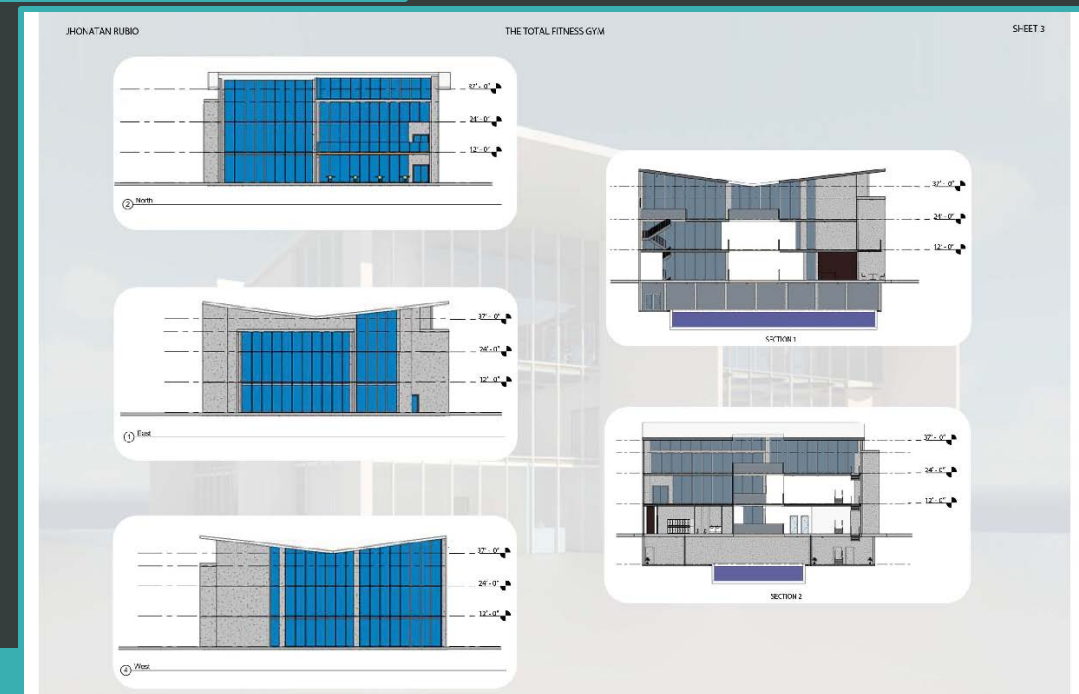 JHONATAN RUBIO
THE TOTAL FITNESS GYM
SHEET 3
37' - 0"
24' - 0"
12' - 0"
2 North
37' - 0"
24' - 0"
12' - 0"
1 East
37' - 0"
24' - 0"
12' - 0"
4 West
37' - 0"
24' - 0"
12' - 0"
SECTION 1
37' - 0"
24' - 0"
12' - 0"
SECTION 2